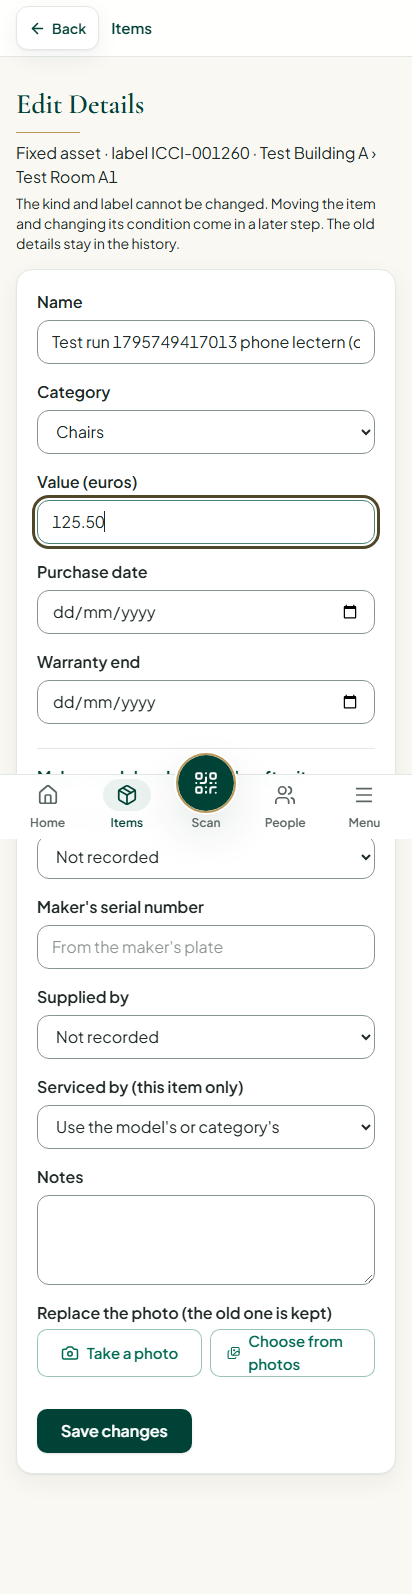 Back
Items
Edit Details
Fixed asset · label ICCI-001260 · Test Building A ›
Test Room A1
The kind and label cannot be changed. Moving the item
and changing its condition come in a later step. The old
details stay in the history.
Name
Test run 1795749417013 phone lectern (c
Category
Chairs
Value (euros)
125.50
Purchase date
dd/mm/yyyy
Warranty end
dd/mm/yyyy
Home
Items
Scan
People
Menu
Not recorded
Maker's serial number
From the maker's plate
Supplied by
Not recorded
Serviced by (this item only)
Use the model's or category's
Notes
Replace the photo (the old one is kept)
Take a photo
Choose from
photos
Save changes